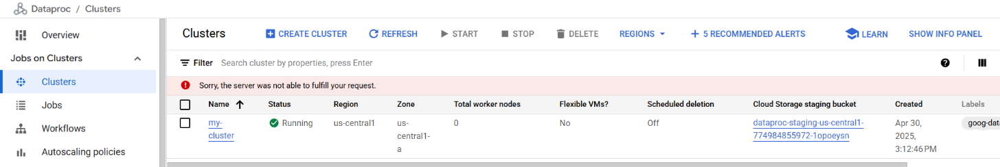 Dataproc / Clusters
Overview
Jobs on Clusters
Clusters
Jobs
Workflows
Autoscaling policies
Clusters CREATE CLUSTER REFRESH START STOP DELETE REGIONS 5 RECOMMENDED ALERTS LEARN SHOW INFO PANEL
Filter Search cluster by properties, press Enter
Sorry, the server was not able to fulfill your request.
Name Status Region Zone Total worker nodes Flexible VMs? Scheduled deletion Cloud Storage staging bucket Created Labels
my- Running us-central1 us- 0 No Off dataproc-staging-us-central1- Apr 30, goog-dat
cluster central1- 774984855972-1opoeysn 2025,
a 3:12:46 PM